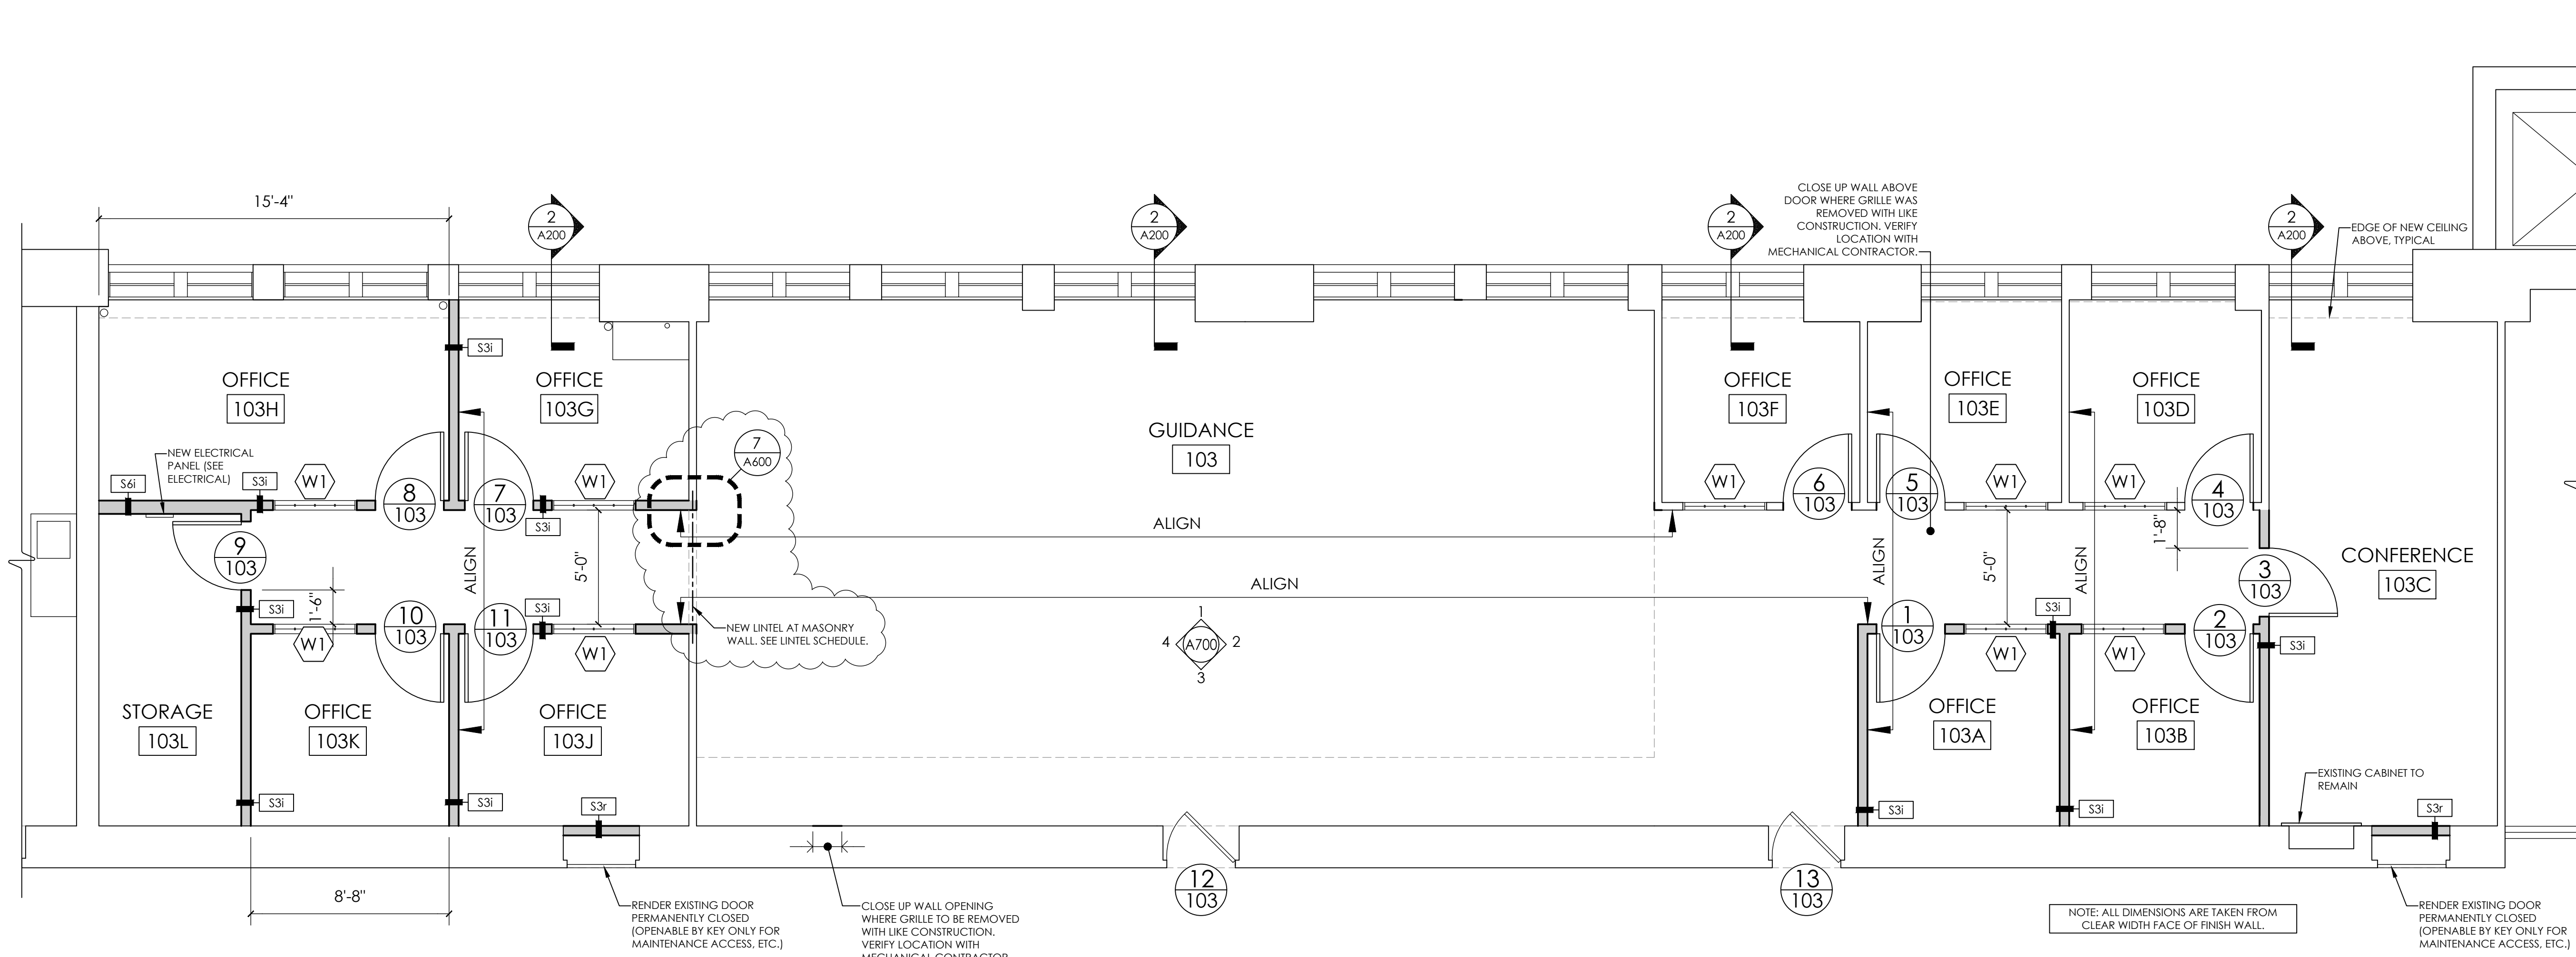 15'-4"
2
A200
2
A200
2
A200
2
A200
CLOSE UP WALL ABOVE
DOOR WHERE GRILLE WAS
REMOVED WITH LIKE
CONSTRUCTION. VERIFY
LOCATION WITH
MECHANICAL CONTRACTOR.
EDGE OF NEW CEILING
ABOVE, TYPICAL
S3i
OFFICE
103H
OFFICE
103G
GUIDANCE
103
OFFICE
103F
OFFICE
103E
OFFICE
103D
NEW ELECTRICAL
PANEL (SEE
ELECTRICAL)
7
A600
S6i
S3i
W1
8
103
7
103
W1
S3i
W1
6
103
5
103
W1
W1
4
103
ALIGN
1'-8"
9
103
ALIGN
5'-0"
ALIGN
5'-0"
ALIGN
CONFERENCE
103C
3
103
ALIGN
S3i
1'-6"
W1
10
103
11
103
S3i
W1
NEW LINTEL AT MASONRY
WALL. SEE LINTEL SCHEDULE.
1
4
A700
2
3
1
103
S3i
W1
W1
2
103
S3i
STORAGE
103L
OFFICE
103K
OFFICE
103J
OFFICE
103A
OFFICE
103B
S3i
S3i
S3r
S3i
S3i
EXISTING CABINET TO
REMAIN
S3r
8'-8"
RENDER EXISTING DOOR
PERMANENTLY CLOSED
(OPENABLE BY KEY ONLY FOR
MAINTENANCE ACCESS, ETC.)
CLOSE UP WALL OPENING
WHERE GRILLE TO BE REMOVED
WITH LIKE CONSTRUCTION.
VERIFY LOCATION WITH
MECHANICAL CONTRACTOR
12
103
13
103
NOTE: ALL DIMENSIONS ARE TAKEN FROM
CLEAR WIDTH FACE OF FINISH WALL.
RENDER EXISTING DOOR
PERMANENTLY CLOSED
(OPENABLE BY KEY ONLY FOR
MAINTENANCE ACCESS, ETC.)